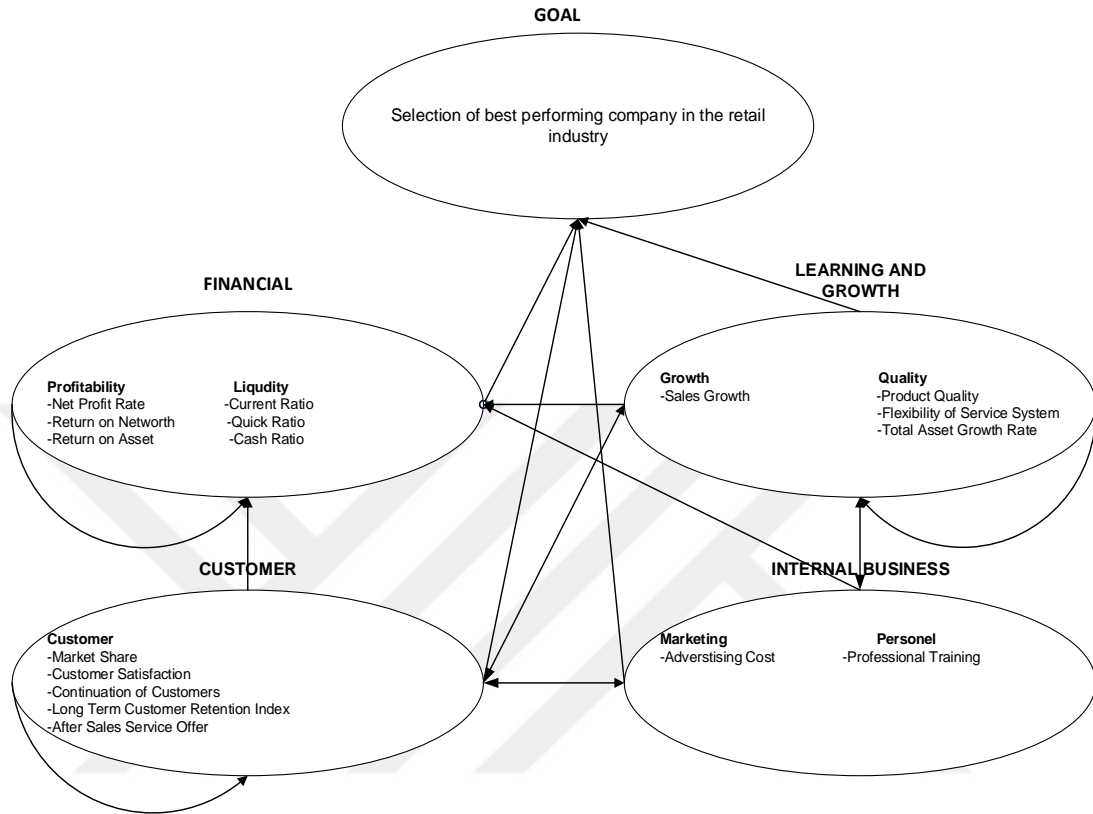 GOAL
Selection of best performing company in the retail
industry
FINANCIAL
Profitability
-Net Profit Rate
-Return on Networth
-Return on Asset
Liqudity
-Current Ratio
-Quick Ratio
-Cash Ratio
LEARNING AND
GROWTH
Growth
-Sales Growth
Quality
-Product Quality
-Flexibility of Service System
-Total Asset Growth Rate
CUSTOMER
Customer
-Market Share
-Customer Satisfaction
-Continuation of Customers
-Long Term Customer Retention Index
-After Sales Service Offer
INTERNAL BUSINESS
Marketing
-Adverstising Cost
Personel
-Professional Training